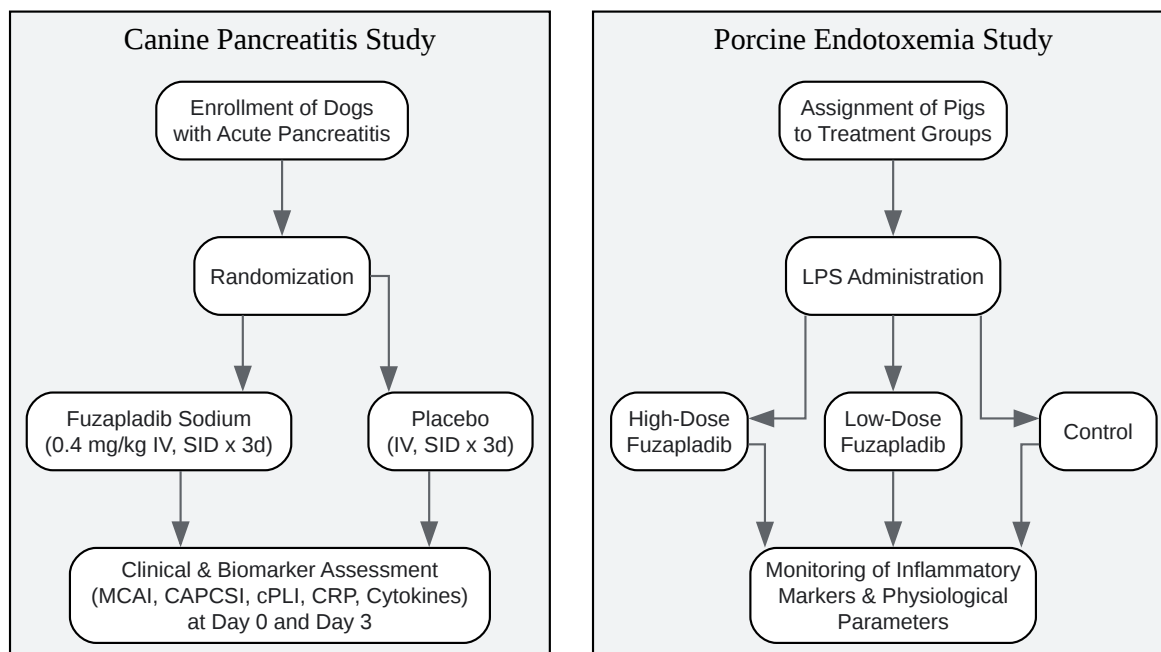 Canine Pancreatitis Study
Enrollment of Dogs
with Acute Pancreatitis
Randomization
Fuzapladib Sodium
(0.4 mg/kg IV, SID x 3d)
Placebo
(IV, SID x 3d)
Clinical & Biomarker Assessment
(MCAI, CAPCSI, cPLI, CRP, Cytokines)
at Day 0 and Day 3
Porcine Endotoxemia Study
Assignment of Pigs
to Treatment Groups
LPS Administration
High-Dose
Fuzapladib
Low-Dose
Fuzapladib
Control
Monitoring of Inflammatory
Markers & Physiological
Parameters